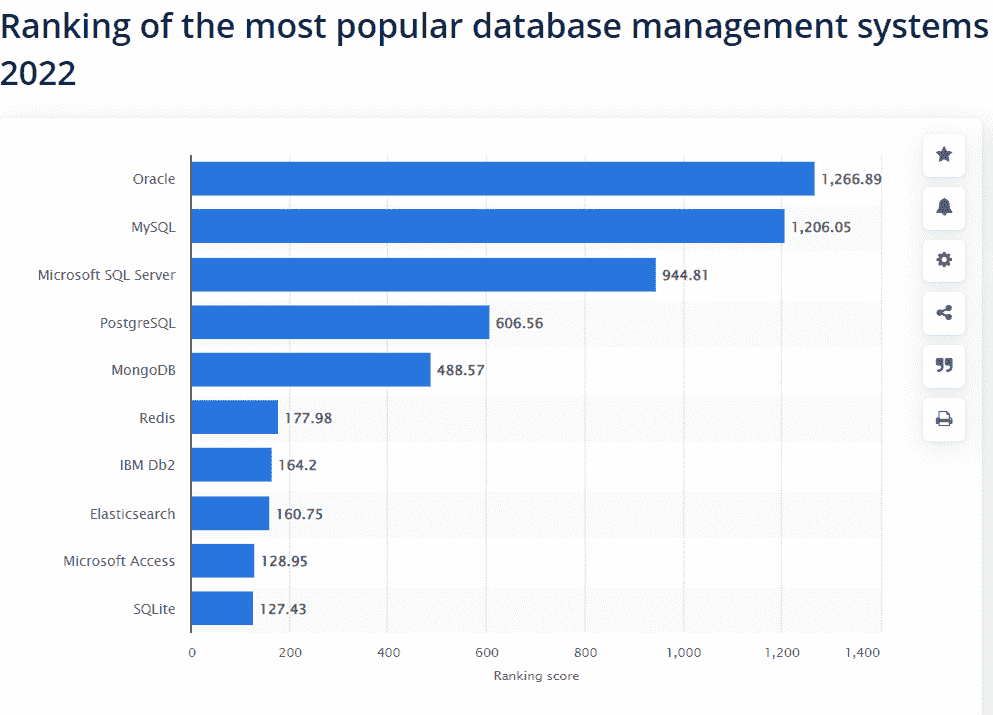 Ranking of the most popular database management systems
2022
Oracle 1,266.89
MySQL 1,206.05
Microsoft SQL Server 944.81
PostgreSQL 606.56
MongoDB 488.57
Redis 177.98
IBM Db2 164.2
Elasticsearch 160.75
Microsoft Access 128.95
SQLite 127.43
0 200 400 600 800 1,000 1,200 1,400
Ranking score